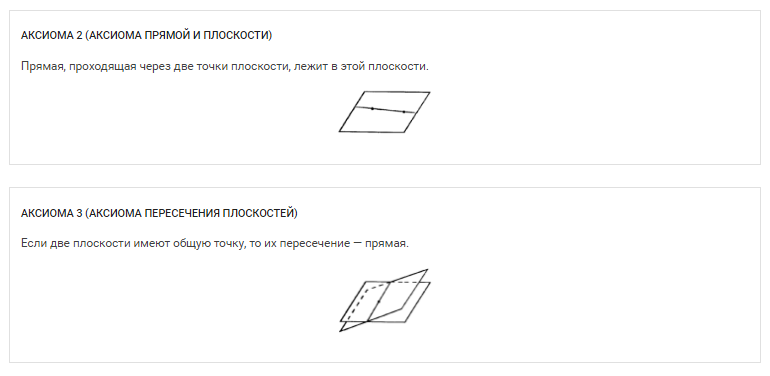 АКСИОМА 2 (АКСИОМА ПРЯМОЙ И ПЛОСКОСТИ)
Прямая, проходящая через две точки плоскости, лежит в этой плоскости.
АКСИОМА 3 (АКСИОМА ПЕРЕСЕЧЕНИЯ ПЛОСКОСТЕЙ)
Если две плоскости имеют общую точку, то их пересечение — прямая.